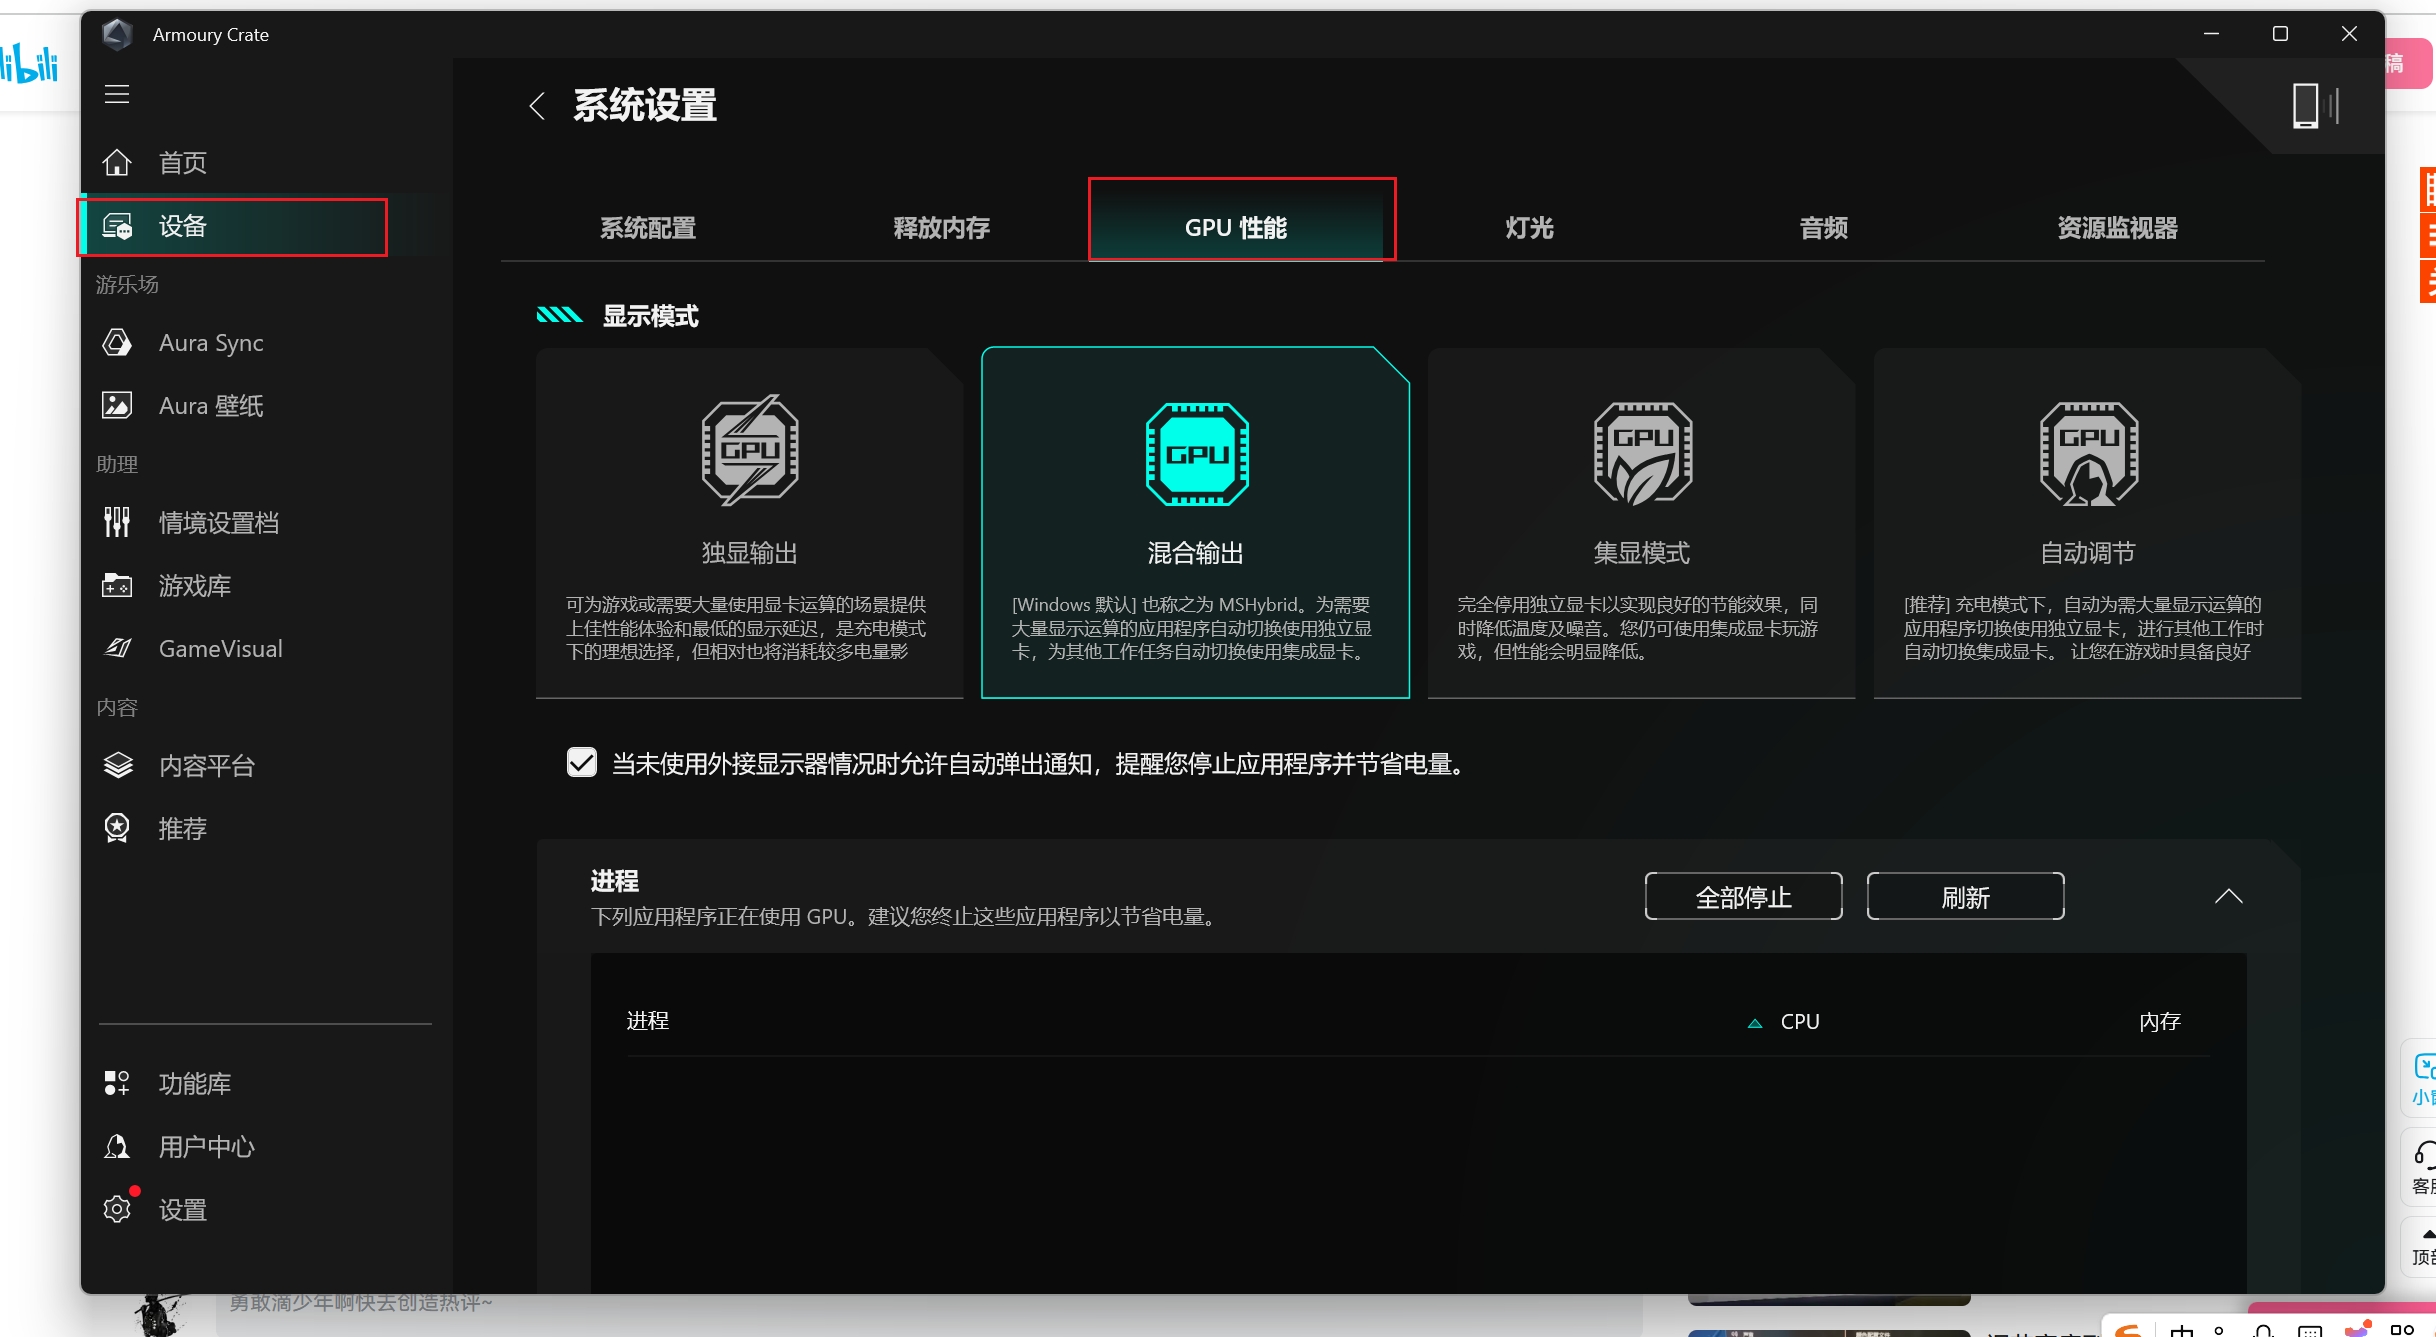 Armoury Crate
系统设置
首页
设备
游乐场
Aura Sync
Aura 壁纸
助理
情境设置档
游戏库
GameVisual
内容
内容平台
推荐
功能库
用户中心
设置
系统配置
释放内存
GPU 性能
灯光
音频
资源监视器
显示模式
GPU
独显输出
可为游戏或需要大量使用显卡运算的场景提供
上佳性能体验和最低的显示延迟，是充电模式
下的理想选择，但相对也将消耗较多电量影
GPU
混合输出
[Windows 默认] 也称之为 MSHybrid。为需要
大量显示运算的应用程序自动切换使用独立显
卡，为其他工作任务自动切换使用集成显卡。
GPU
集显模式
完全停用独立显卡以实现良好的节能效果，同
时降低温度及噪音。您仍可使用集成显卡玩游
戏，但性能会明显降低。
GPU
自动调节
[推荐] 充电模式下，自动为需大量显示运算的
应用程序切换使用独立显卡，进行其他工作时
自动切换集成显卡。 让您在游戏时具备良好
当未使用外接显示器情况时允许自动弹出通知，提醒您停止应用程序并节省电量。
进程
下列应用程序正在使用 GPU。建议您终止这些应用程序以节省电量。
全部停止
刷新
进程
CPU
内存
稿
小
客
顶
勇敢滴少年啊快去创造热评~
中